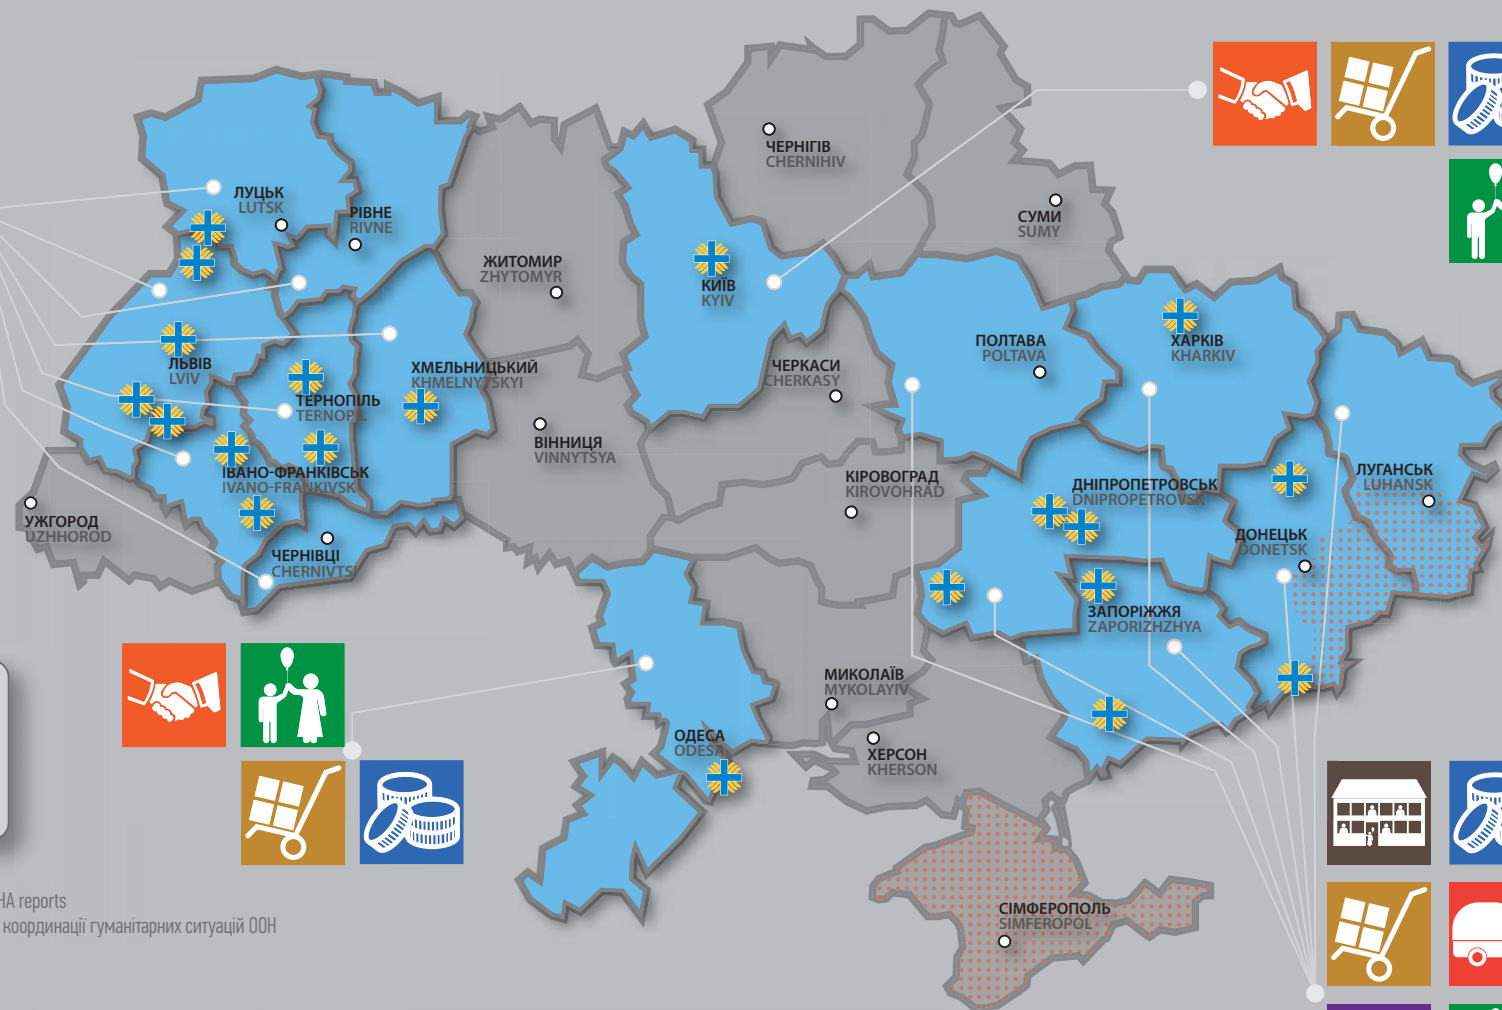 ЧЕРНІГІВ
CHERNIHIV
ЛУЦЬК
LUTSK
РІВНЕ
RIVNE
СУМИ
SUMY
ЖИТОМИР
ZHYTOMYR
КИЇВ
KYIV
ЛЬВІВ
LVIV
ХМЕЛЬНИЦЬКИЙ
KHMELNYTSKYI
ТЕРНОПІЛЬ
TERNOPIL
ЧЕРКАСИ
CHERKASY
ПОЛТАВА
POLTAVA
ХАРКІВ
KHARKIV
ВІННИЦЯ
VINNYTSYA
ІВАНО-ФРАНКІВСЬК
IVANO-FRANKIVSK
КІРОВОГРАД
KIROVOHRAD
ДНІПРОПЕТРОВСЬК
DNIPROPETROVSK
ЛУГАНСЬК
LUHANSK
УЖГОРОД
UZHHOROD
ЧЕРНІВЦІ
CHERNIVTSI
ДОНЕЦЬК
DONETSK
ЗАПОРІЖЖЯ
ZAPORIZHZHYA
МИКОЛАЇВ
MYKOLAYIV
ОДЕСА
ODESA
ХЕРСОН
KHERSON
СІМФЕРОПОЛЬ
SIMFEROPOL
HA reports
координації гуманітарних ситуацій ООН